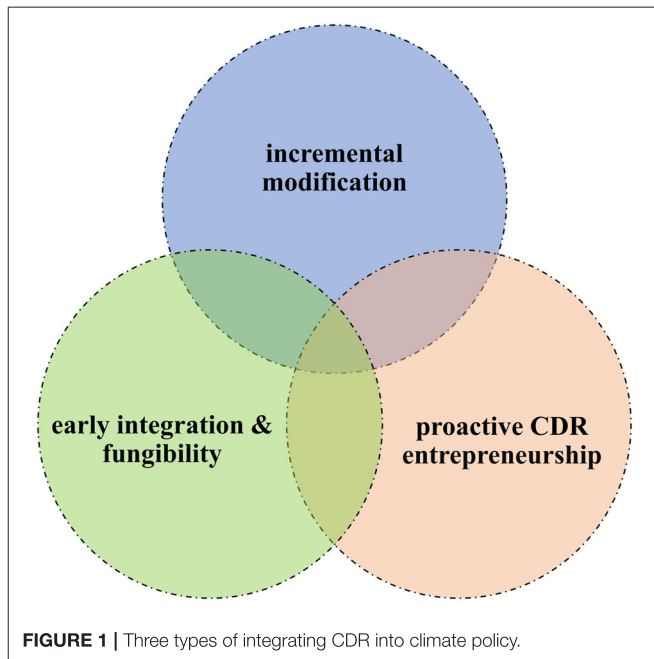 incremental
modification
early integration &
fungibility
proactive CDR
entrepreneurship
FIGURE 1 | Three types of integrating CDR into climate policy.